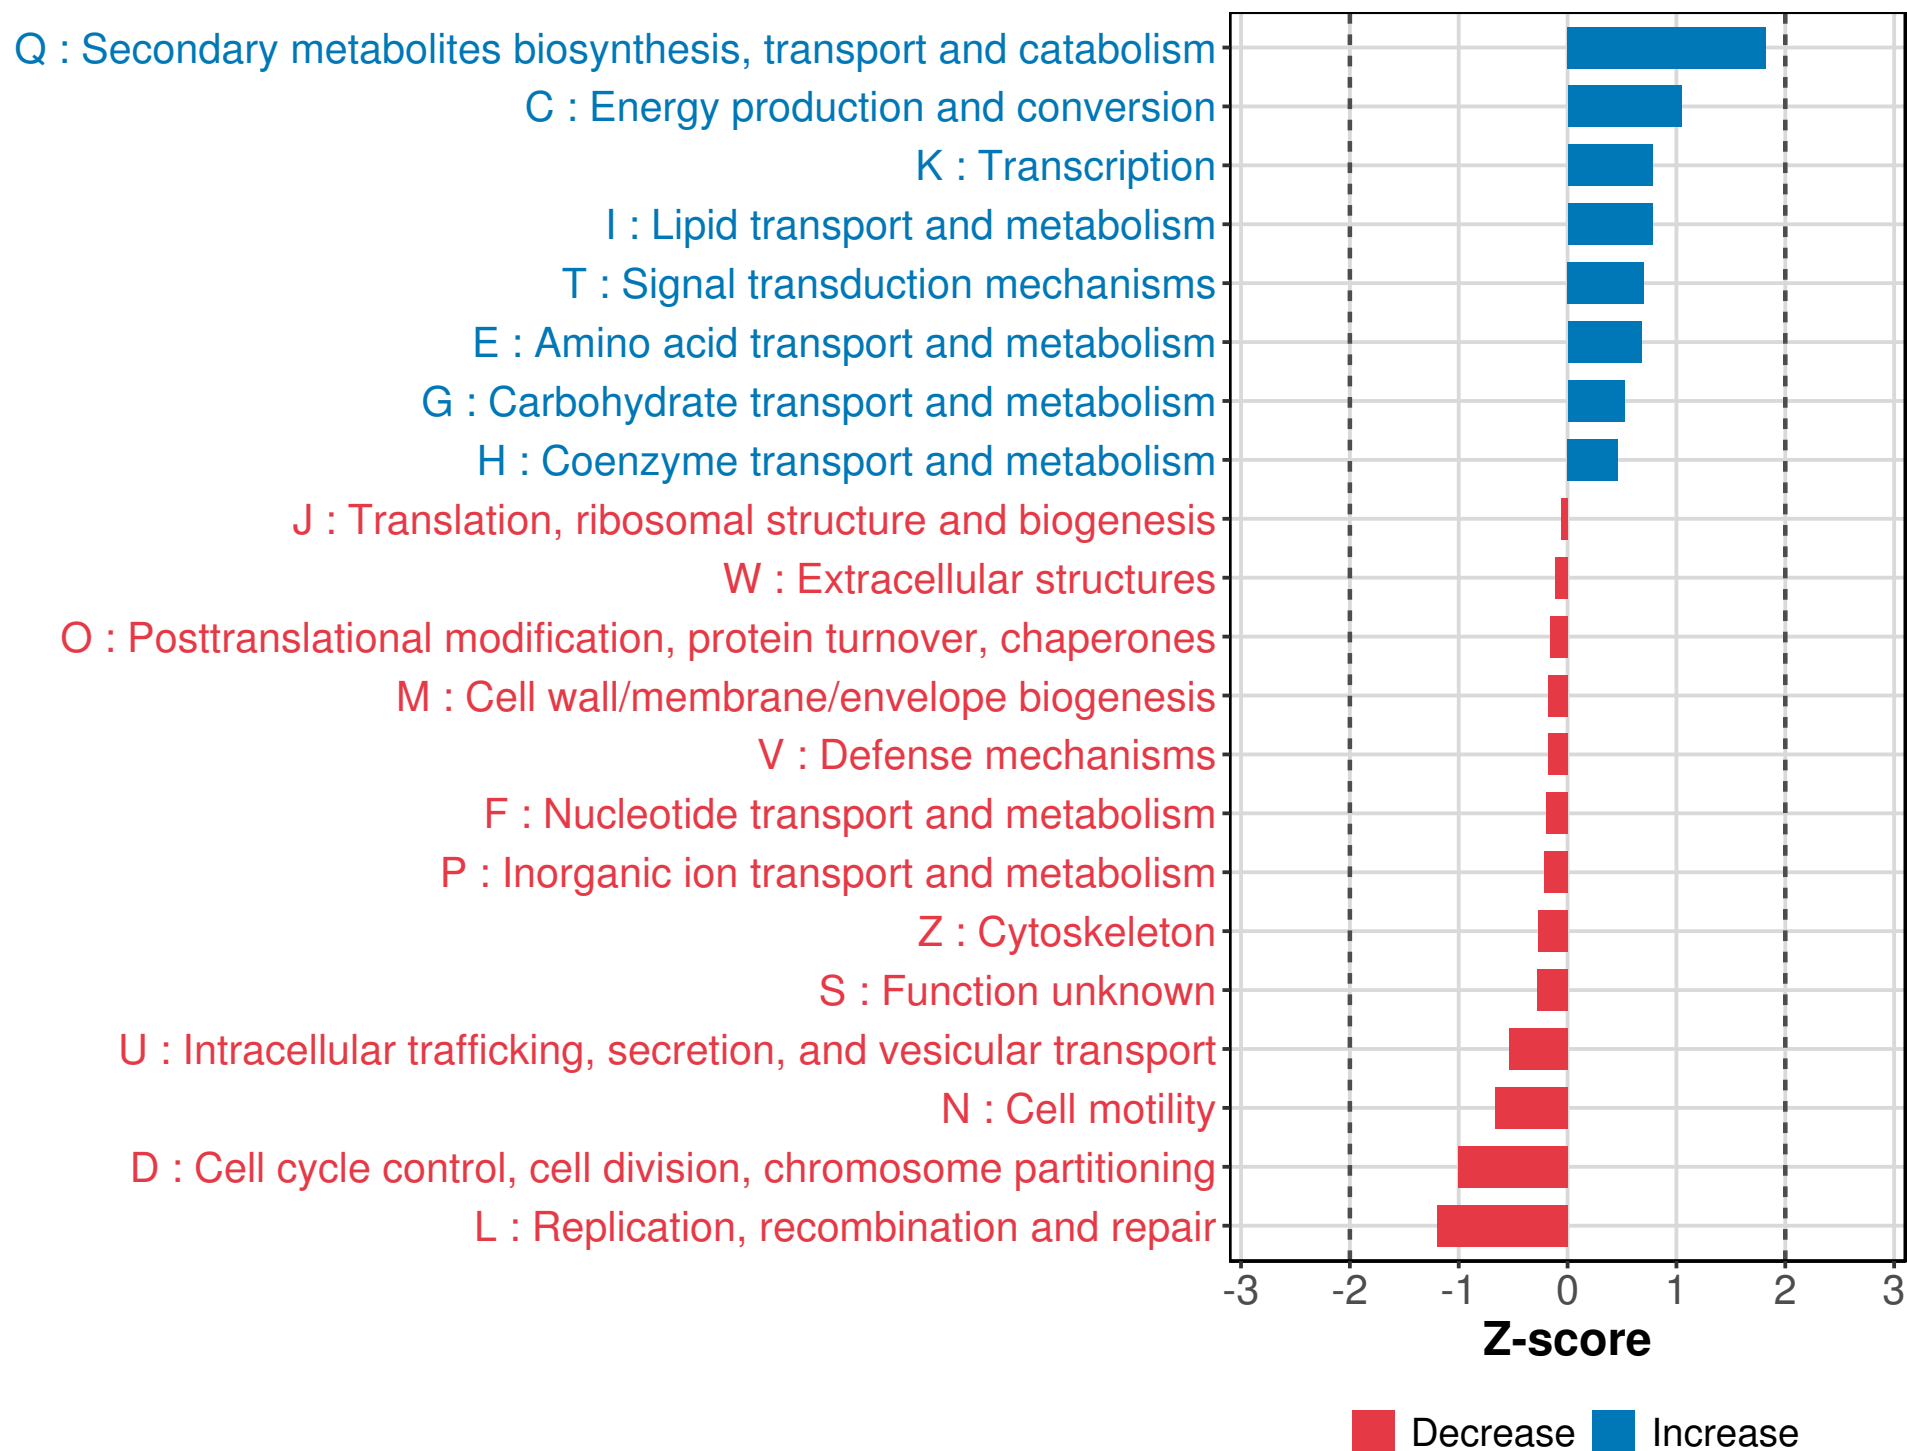 Q : Secondary metabolites biosynthesis, transport and catabolism
C : Energy production and conversion
K : Transcription
I : Lipid transport and metabolism
T : Signal transduction mechanisms
E : Amino acid transport and metabolism
G : Carbohydrate transport and metabolism
H : Coenzyme transport and metabolism
J : Translation, ribosomal structure and biogenesis
W : Extracellular structures
O : Posttranslational modification, protein turnover, chaperones
M : Cell wall/membrane/envelope biogenesis
V : Defense mechanisms
F : Nucleotide transport and metabolism
P : Inorganic ion transport and metabolism
Z : Cytoskeleton
S : Function unknown
U : Intracellular trafficking, secretion, and vesicular transport
N : Cell motility
D : Cell cycle control, cell division, chromosome partitioning
L : Replication, recombination and repair
-3 -2 -1 0 1 2 3
Z-score
Decrease Increase